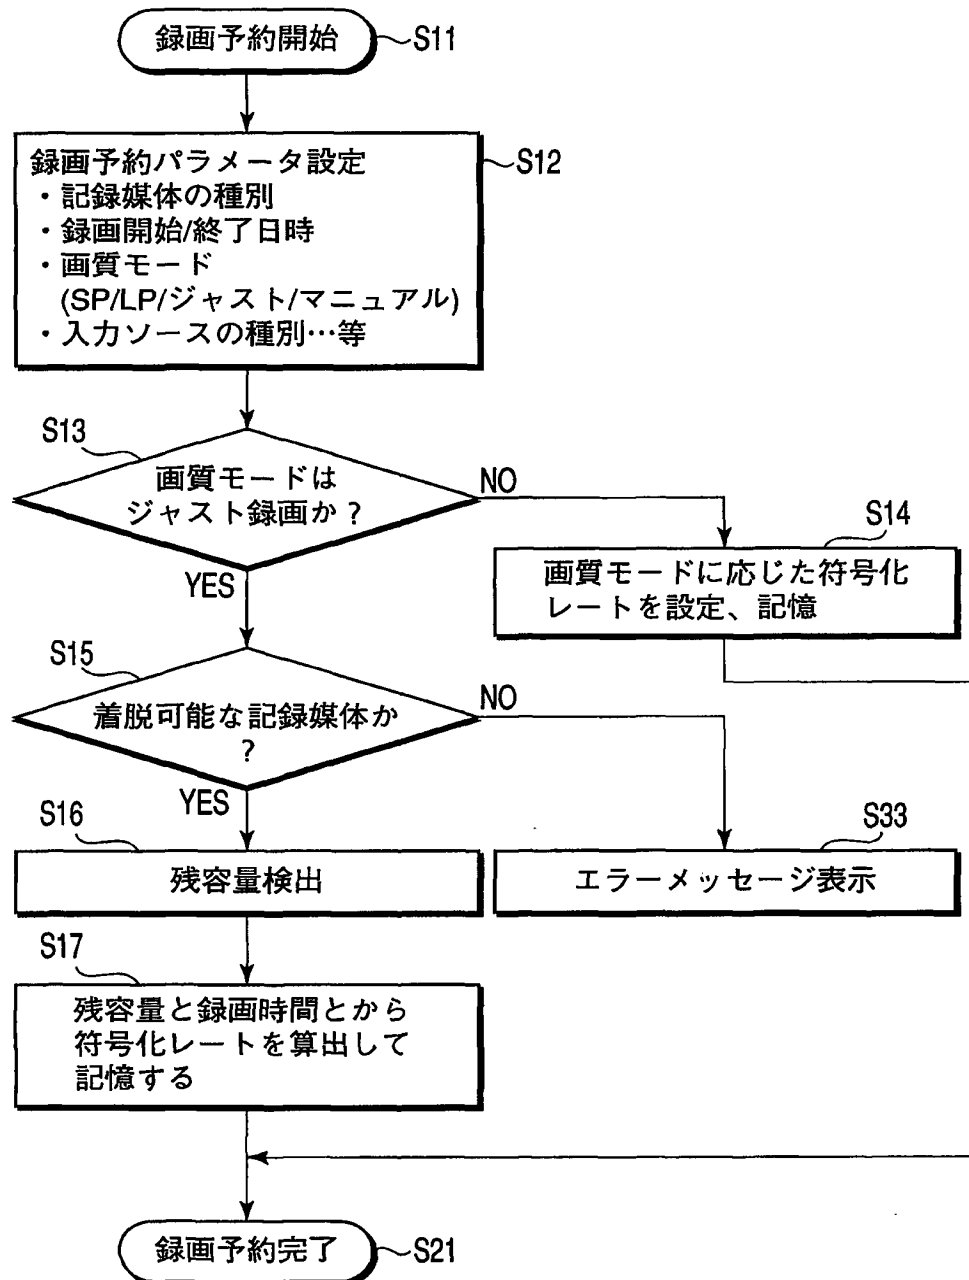 録画予約開始
S11
録画予約パラメータ設定
・記録媒体の種別
・録画開始/終了日時
・画質モード
(SP/LP/ジャスト/マニュアル)
・入力ソースの種別…等
S12
S13
画質モードは
ジャスト録画か？
NO
YES
S14
画質モードに応じた符号化
レートを設定、記憶
S15
着脱可能な記録媒体か
？
NO
YES
S16
残容量検出
S33
エラーメッセージ表示
S17
残容量と録画時間とから
符号化レートを算出して
記憶する
録画予約完了
S21